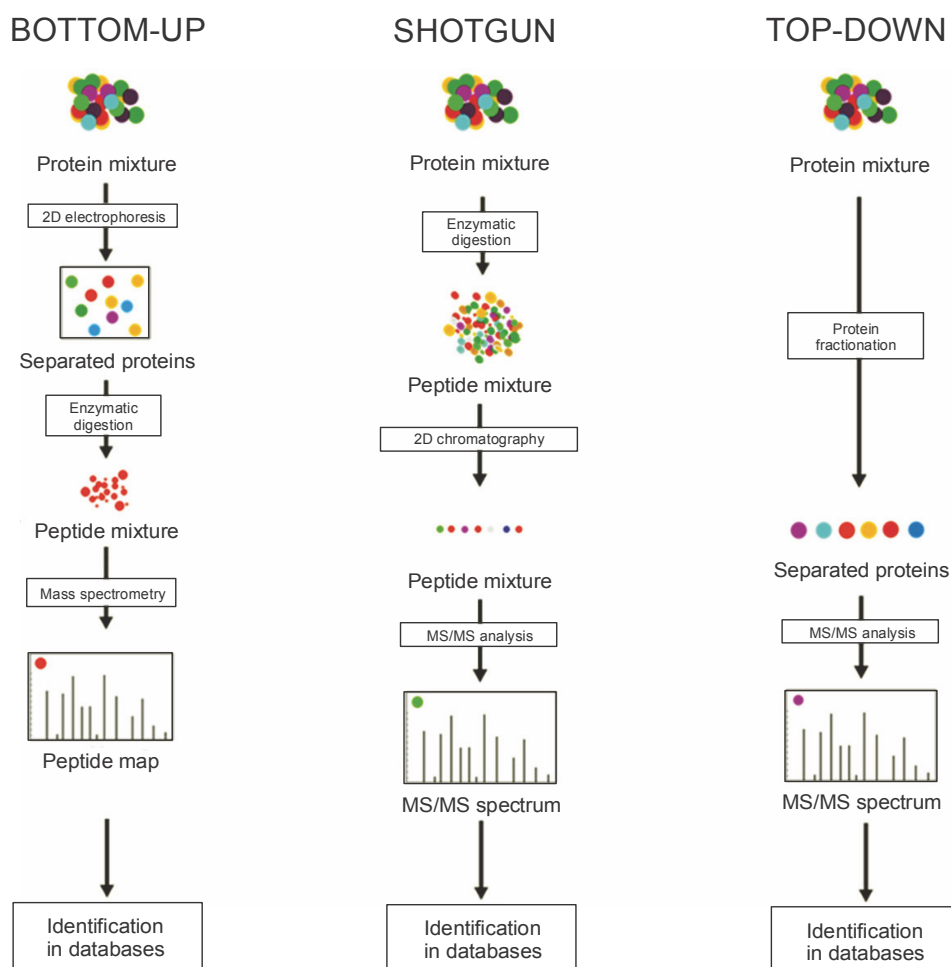 BOTTOM-UP
Protein mixture
2D electrophoresis
Separated proteins
Enzymatic
digestion
Peptide mixture
Mass spectrometry
Peptide map
Identification
in databases
SHOTGUN
Protein mixture
Enzymatic
digestion
Peptide mixture
2D chromatography
Peptide mixture
MS/MS analysis
MS/MS spectrum
Identification
in databases
TOP-DOWN
Protein mixture
Protein
fractionation
Separated proteins
MS/MS analysis
MS/MS spectrum
Identification
in databases